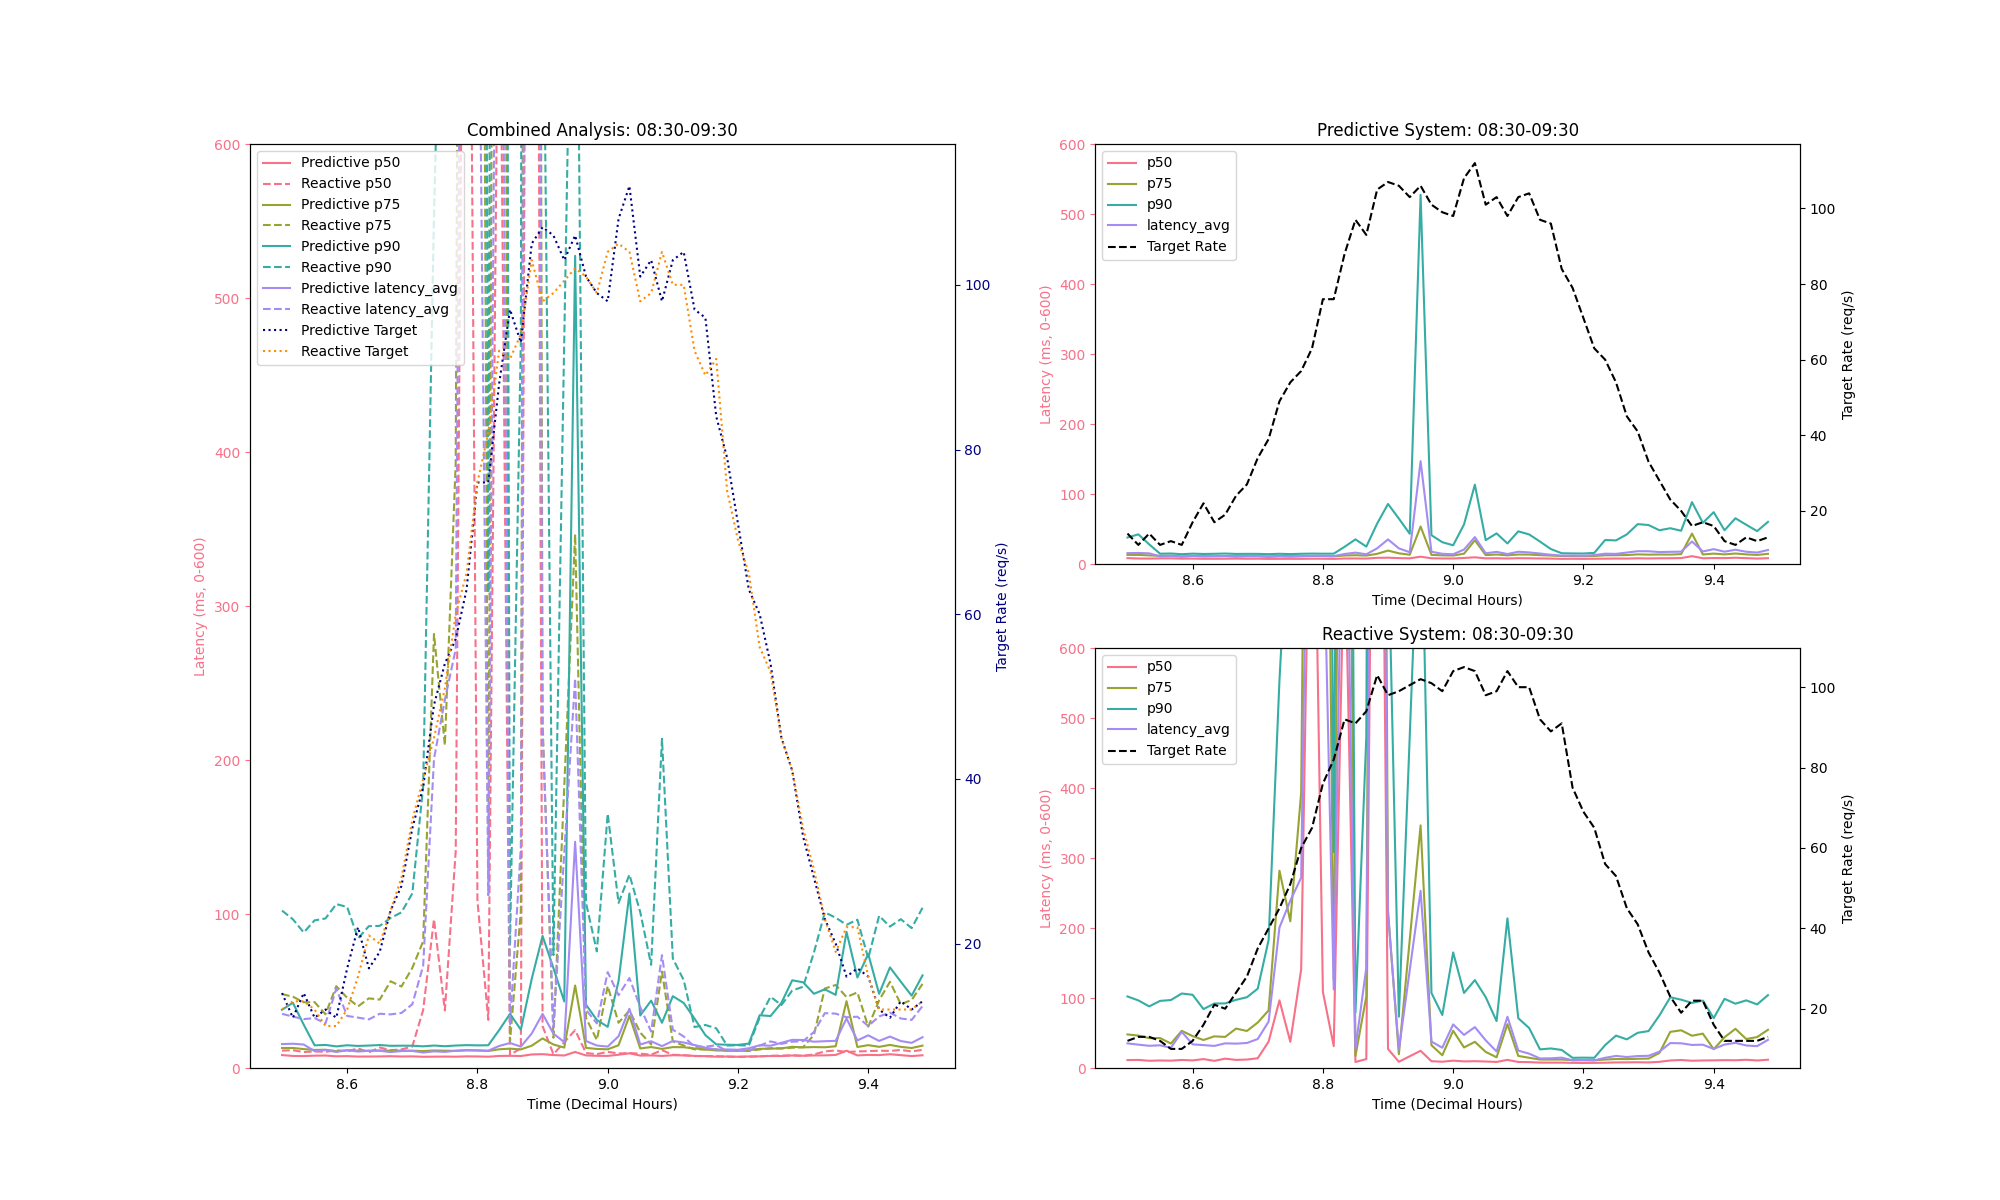 Combined Analysis: 08:30-09:30
Predictive p50
Reactive p50
Predictive p75
Reactive p75
Predictive p90
Reactive p90
Predictive latency_avg
Reactive latency_avg
Predictive Target
Reactive Target
600
500
400
300
200
100
0
Latency (ms, 0-600)
100
80
60
40
20
Target Rate (req/s)
8.6 8.8 9.0 9.2 9.4
Time (Decimal Hours)
Predictive System: 08:30-09:30
p50
p75
p90
latency_avg
Target Rate
600
500
400
300
200
100
0
Latency (ms, 0-600)
100
80
60
40
20
Target Rate (req/s)
8.6 8.8 9.0 9.2 9.4
Time (Decimal Hours)
Reactive System: 08:30-09:30
p50
p75
p90
latency_avg
Target Rate
600
500
400
300
200
100
0
Latency (ms, 0-600)
100
80
60
40
20
Target Rate (req/s)
8.6 8.8 9.0 9.2 9.4
Time (Decimal Hours)